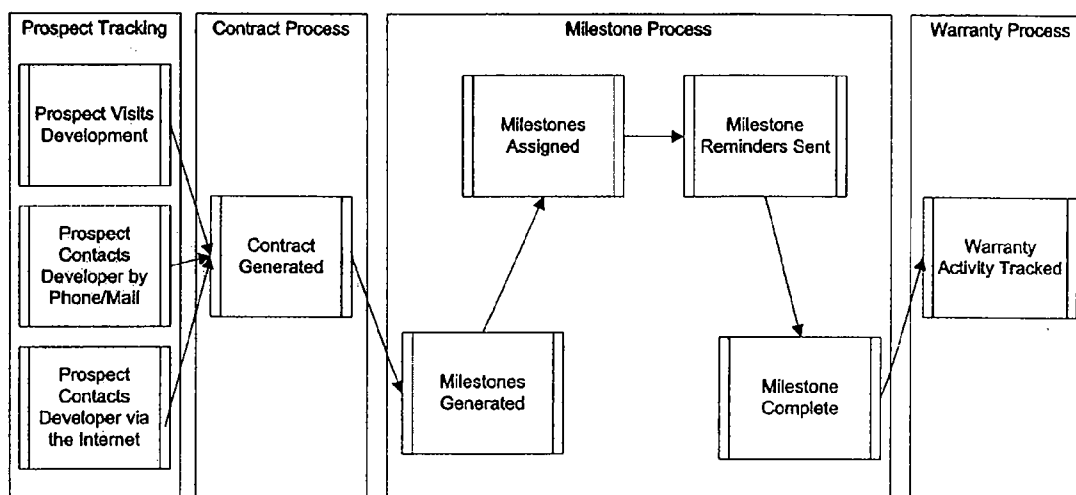 Prospect Tracking
Prospect Visits
Development
Prospect
Contacts
Developer by
Phone/Mail
Prospect
Contacts
Developer via
the Internet
Contract Process
Contract
Generated
Milestone Process
Milestones
Generated
Milestones
Assigned
Milestone
Reminders Sent
Milestone
Complete
Warranty Process
Warranty
Activity Tracked